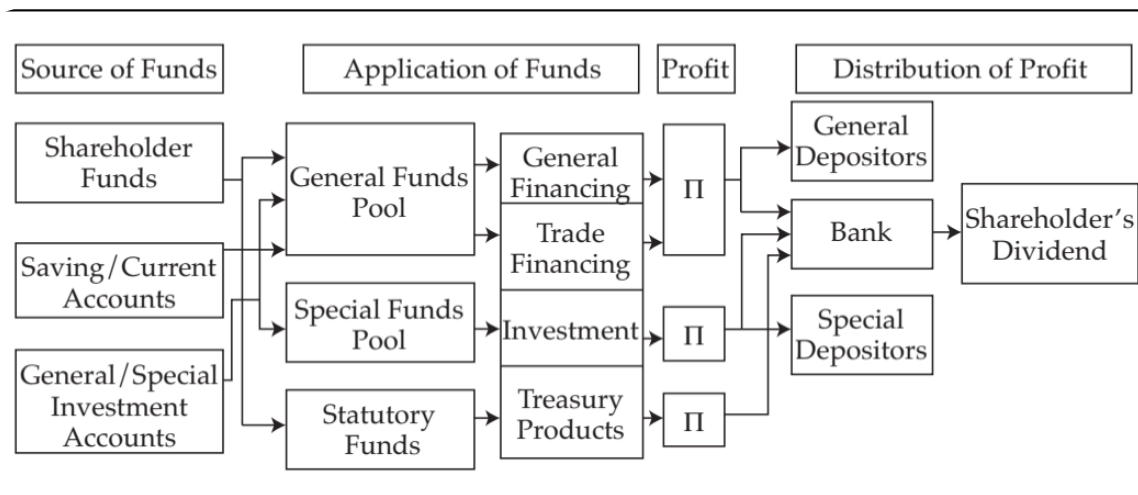 Source of Funds
Application of Funds
Profit
Distribution of Profit
Shareholder
Funds
Saving/Current
Accounts
General/Special
Investment
Accounts
General Funds
Pool
Special Funds
Pool
Statutory
Funds
General
Financing
Trade
Financing
Investment
Treasury
Products
Π
Π
Π
General
Depositors
Bank
Special
Depositors
Shareholder's
Dividend